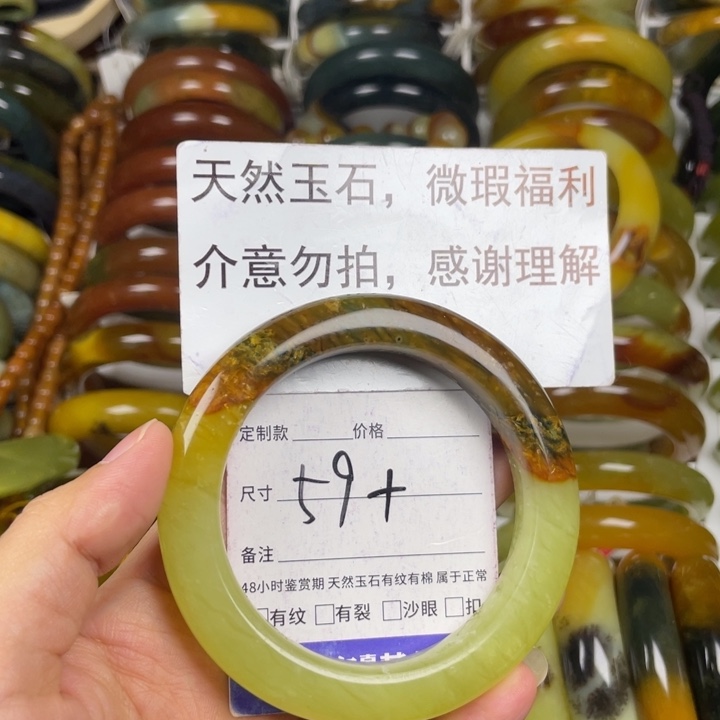 天然玉石，微瑕福利
介意勿拍，感谢理解
定制款 价格
尺寸 59+
备注
48小时鉴赏期 天然玉石有纹有棉 属于正常
□有纹 □有裂 □沙眼 □扣